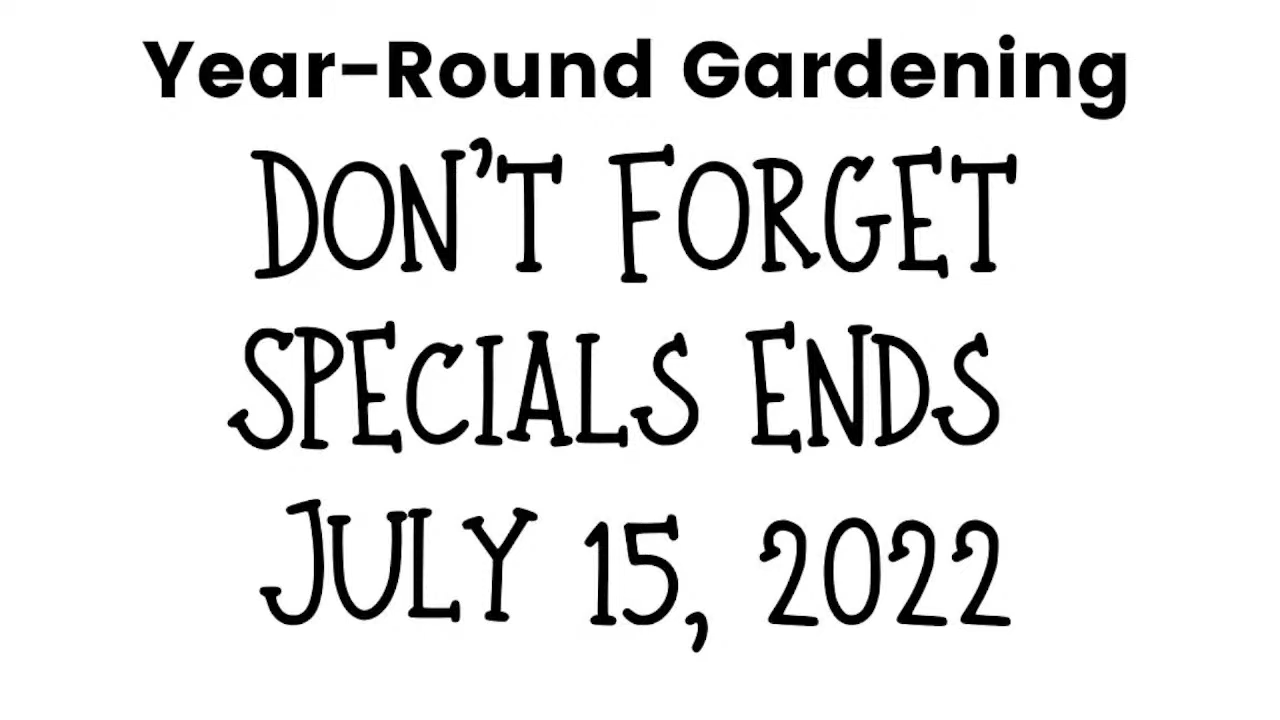 Year-Round Gardening
DON'T FORGET
SPECIALS ENDS
JULY 15, 2022